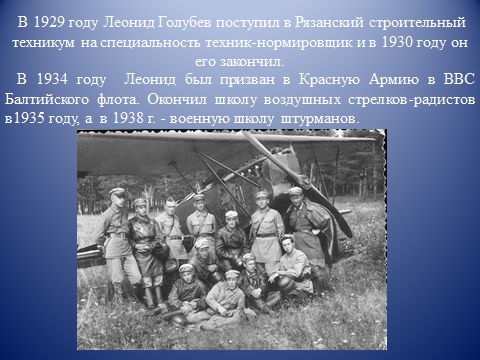 В 1929 году Леонид Голубев поступил в Рязанский строительный
техникум на специальность техник-нормировщик и в 1930 году он
его закончил.
В 1934 году Леонид был призван в Красную Армию в ВВС
Балтийского флота. Окончил школу воздушных стрелков-радистов
в1935 году, а в 1938 г. - военную школу штурманов.